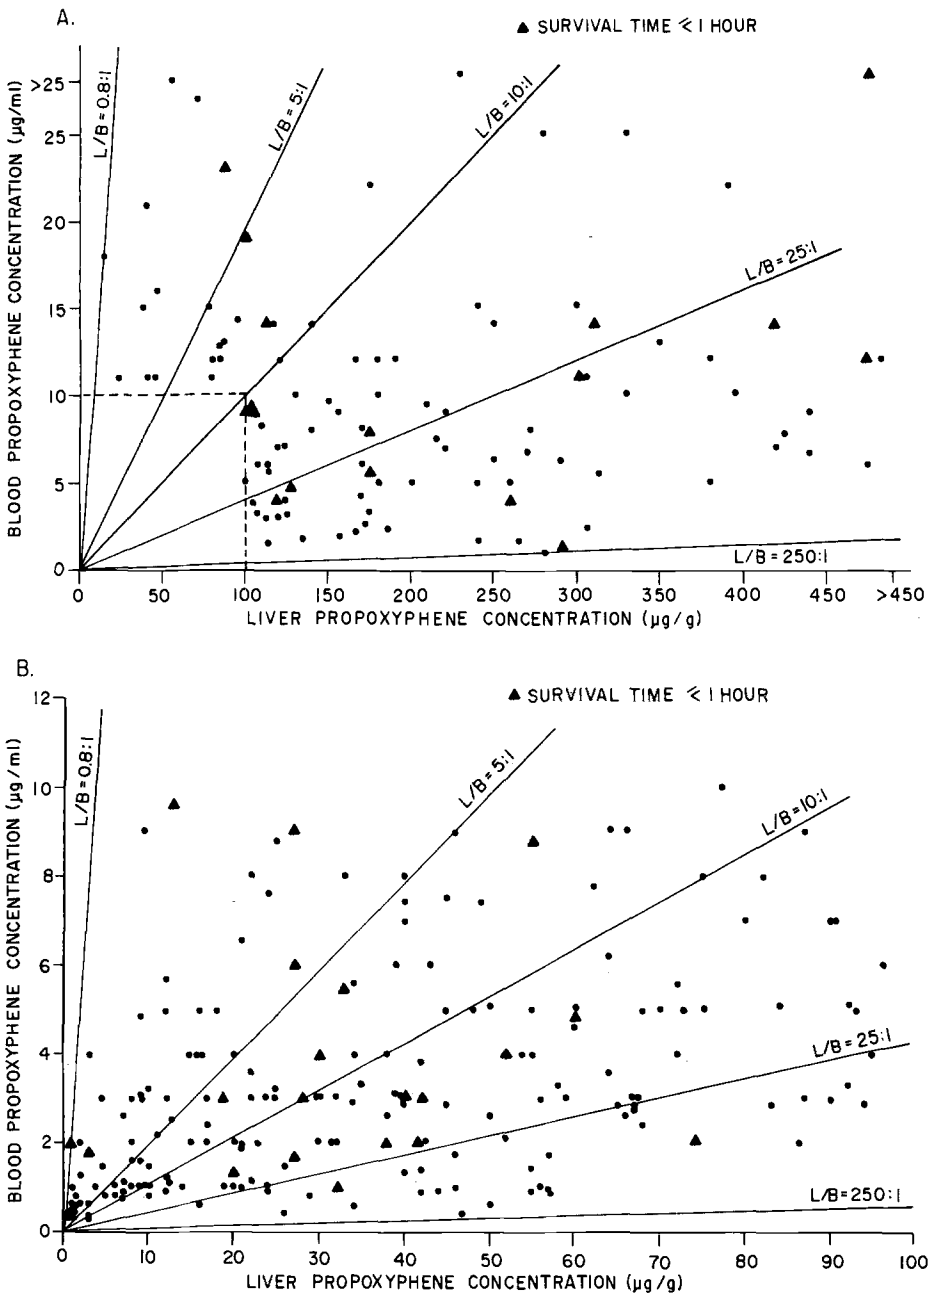 A.
▲ SURVIVAL TIME ⩽ 1 HOUR
BLOOD PROPOXYPHENE CONCENTRATION (µg/ml)
>25
25
20
15
10
5
0
L/B = 0.8:1
L/B = 5:1
L/B = 10:1
L/B = 25:1
L/B = 250:1
0 50 100 150 200 250 300 350 400 450 >450
LIVER PROPOXYPHENE CONCENTRATION (µg/g)
B.
▲ SURVIVAL TIME ⩽ 1 HOUR
BLOOD PROPOXYPHENE CONCENTRATION (µg/ml)
12
10
8
6
4
2
0
L/B = 0.8:1
L/B = 5:1
L/B = 10:1
L/B = 25:1
L/B = 250:1
0 10 20 30 40 50 60 70 80 90 100
LIVER PROPOXYPHENE CONCENTRATION (µg/g)